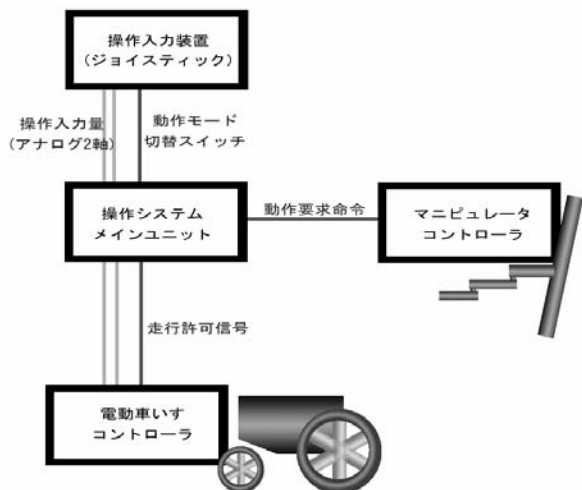 操作入力装置
(ジョイスティック)
操作入力量
(アナログ2軸)
動作モード
切替スイッチ
操作システム
メインユニット
動作要求命令
マニピュレータ
コントローラ
走行許可信号
電動車いす
コントローラ